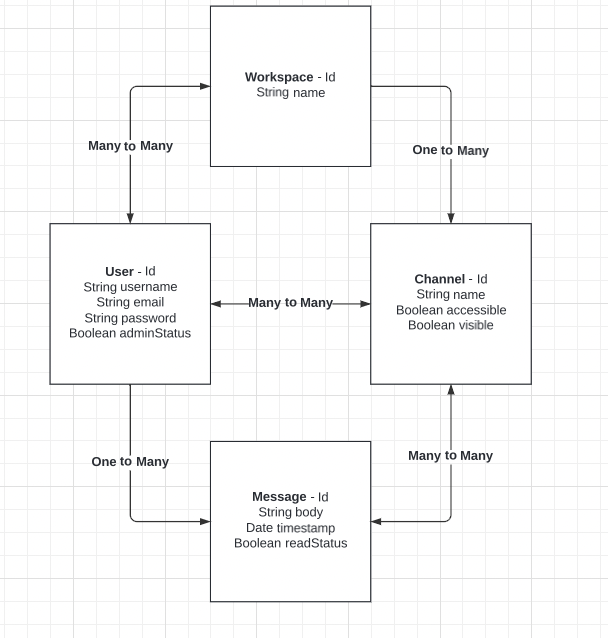 Workspace - Id
String name
Many to Many
One to Many
User - Id
String username
String email
String password
Boolean adminStatus
Many to Many
Channel - Id
String name
Boolean accessible
Boolean visible
One to Many
Many to Many
Message - Id
String body
Date timestamp
Boolean readStatus